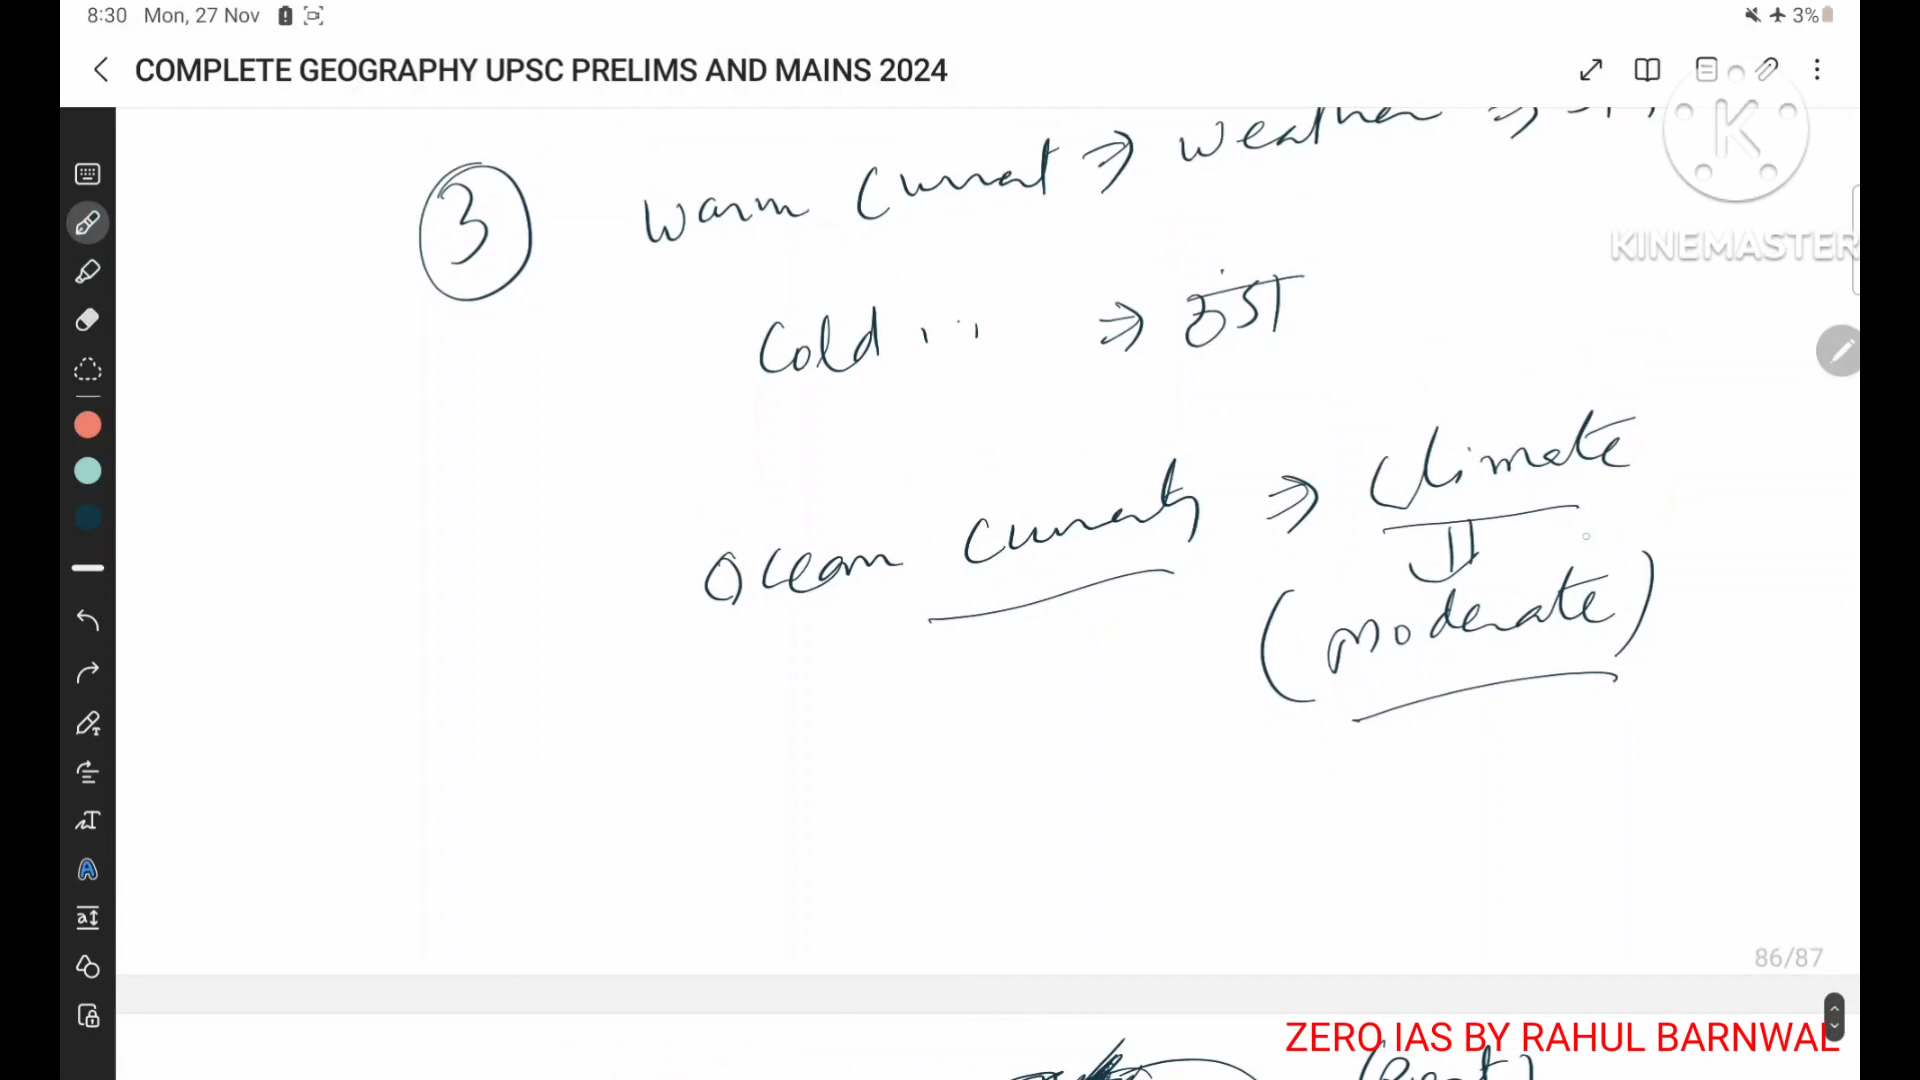 8:30 Mon, 27 Nov 3%
COMPLETE GEOGRAPHY UPSC PRELIMS AND MAINS 2024
K
KINEMASTER
3 Warm Current ⇒ Weather ⇒
Cold ,, ⇒ ठंडा
Ocean Currents ⇒ Climate
(moderate)
86/87
ZERO IAS BY RAHUL BARNWAL